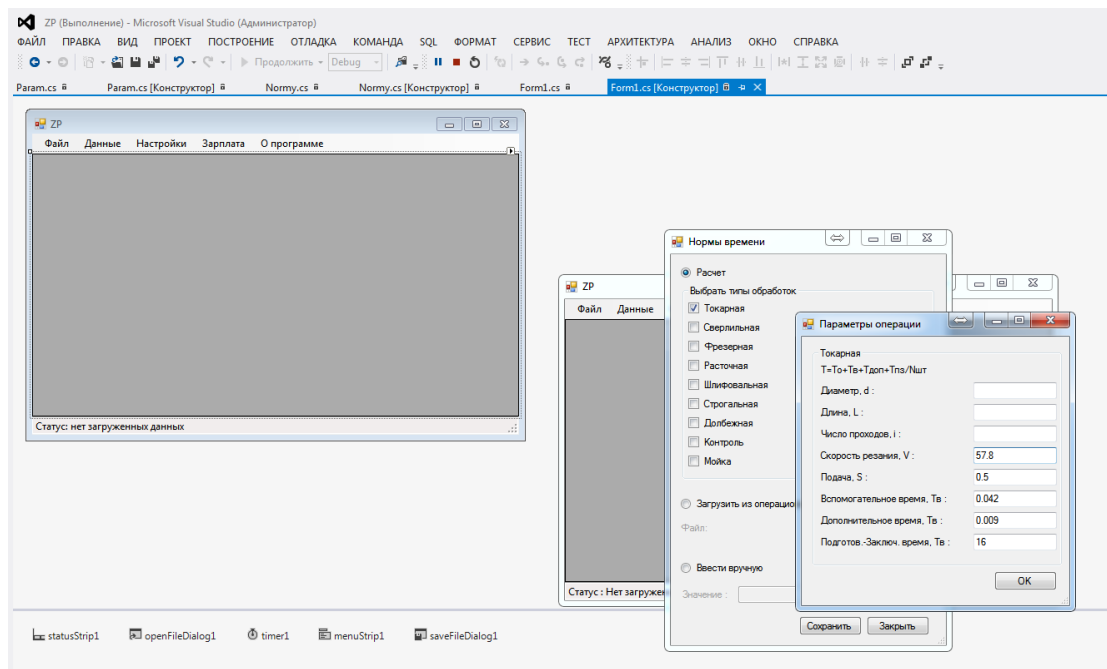 ZP (Выполнение) - Microsoft Visual Studio (Администратор)
ФАЙЛ ПРАВКА ВИД ПРОЕКТ ПОСТРОЕНИЕ ОТЛАДКА КОМАНДА SQL ФОРМАТ СЕРВИС ТЕСТ АРХИТЕКТУРА АНАЛИЗ ОКНО СПРАВКА
Продолжить Debug
Param.cs Param.cs [Конструктор] Normy.cs Normy.cs [Конструктор] Form1.cs Form1.cs [Конструктор]
ZP
Файл Данные Настройки Зарплата О программе
Статус: нет загруженных данных
ZP
Файл Данные
Статус : Нет
Нормы времени
Расчет
Выбрать типы обработок
Токарная
Сверлильная
Фрезерная
Расточная
Шлифовальная
Строгальная
Долбежная
Контроль
Мойка
Загрузить из
Файл:
Ввести вручную
Значение :
Сохранить Закрыть
Параметры операции
Токарная
T=To+Tв+Tдоп+Tпз/Nшт
Диаметр, d :
Длина, L :
Число проходов, i :
Скорость резания, V : 57.8
Подача, S : 0.5
Вспомогательное время, Тв : 0.042
Дополнительное время, Тв : 0.009
Подготов.-Заключ. время, Тв : 16
OK
statusStrip1 openFileDialog1 timer1 menuStrip1 saveFileDialog1